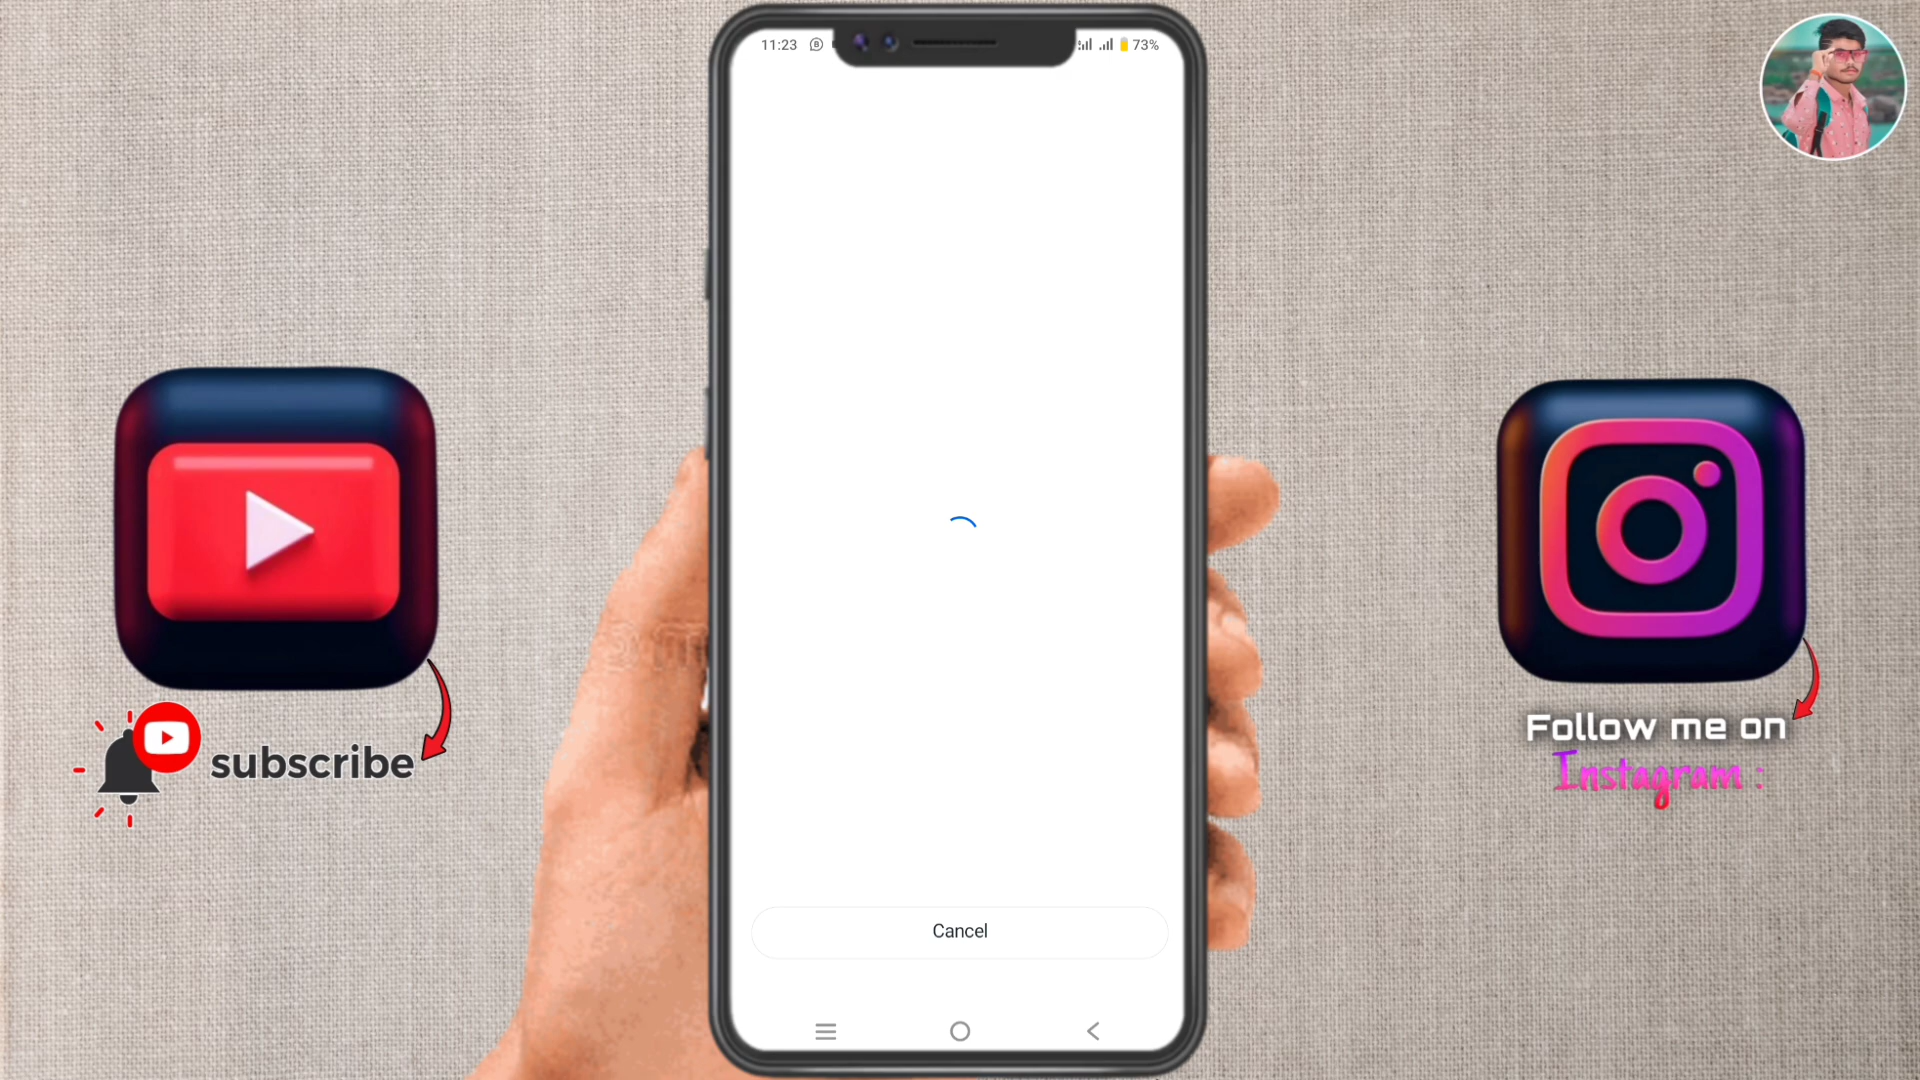 11:23
73%
Cancel
subscribe
Follow me on
Instagram :